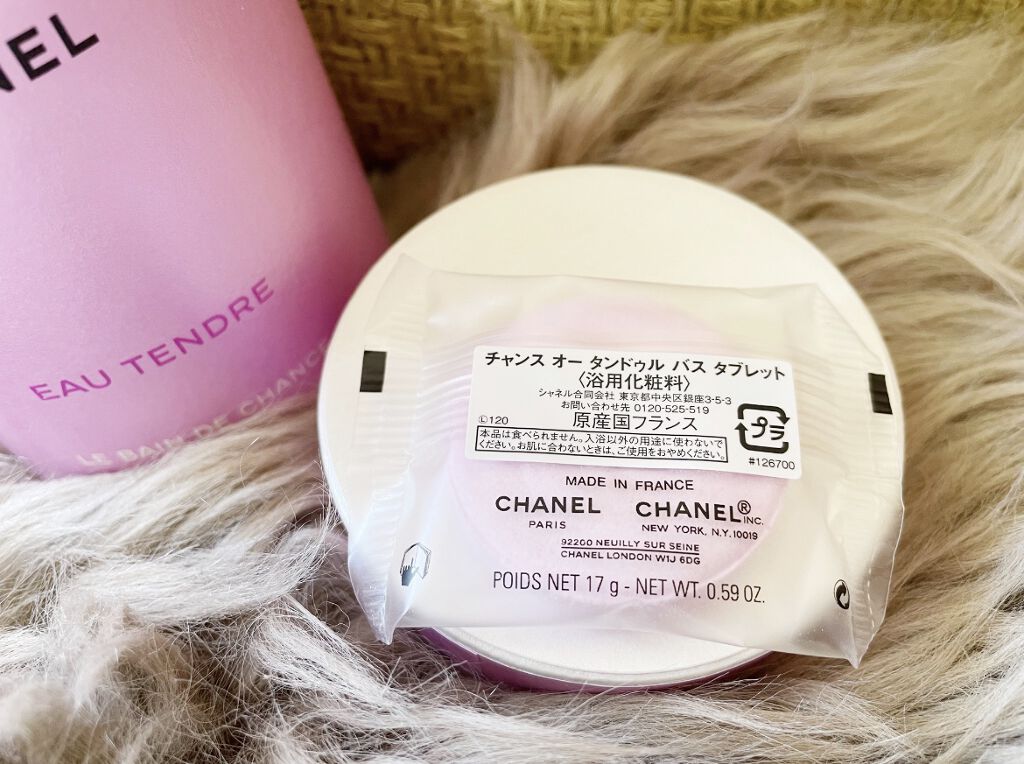 NEL
EAU TENDRE
LE BAIN DE CHANCE
チャンス オー タンドゥル バス タブレット
〈浴用化粧料〉
シャネル合同会社 東京都中央区銀座3-5-3
お問い合わせ先 0120-525-519
Ⓛ120 原産国フランス
プラ
本品は食べられません。入浴以外の用途に使わないで
ください。お肌に合わないときは、ご使用をおやめください。
#126700
MADE IN FRANCE
CHANEL CHANEL® INC.
PARIS NEW YORK, N.Y. 10019
92200 NEUILLY SUR SEINE
CHANEL LONDON W1J 6DG
POIDS NET 17 g - NET WT. 0.59 OZ.